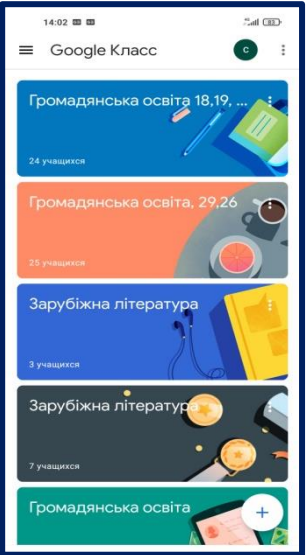 14:02
83
Google Класс
С
Громадянська освіта 18,19, ...
24 учащихся
Громадянська освіта, 29,26
25 учащихся
Зарубіжна література
3 учащихся
Зарубіжна література
7 учащихся
Громадянська освіта